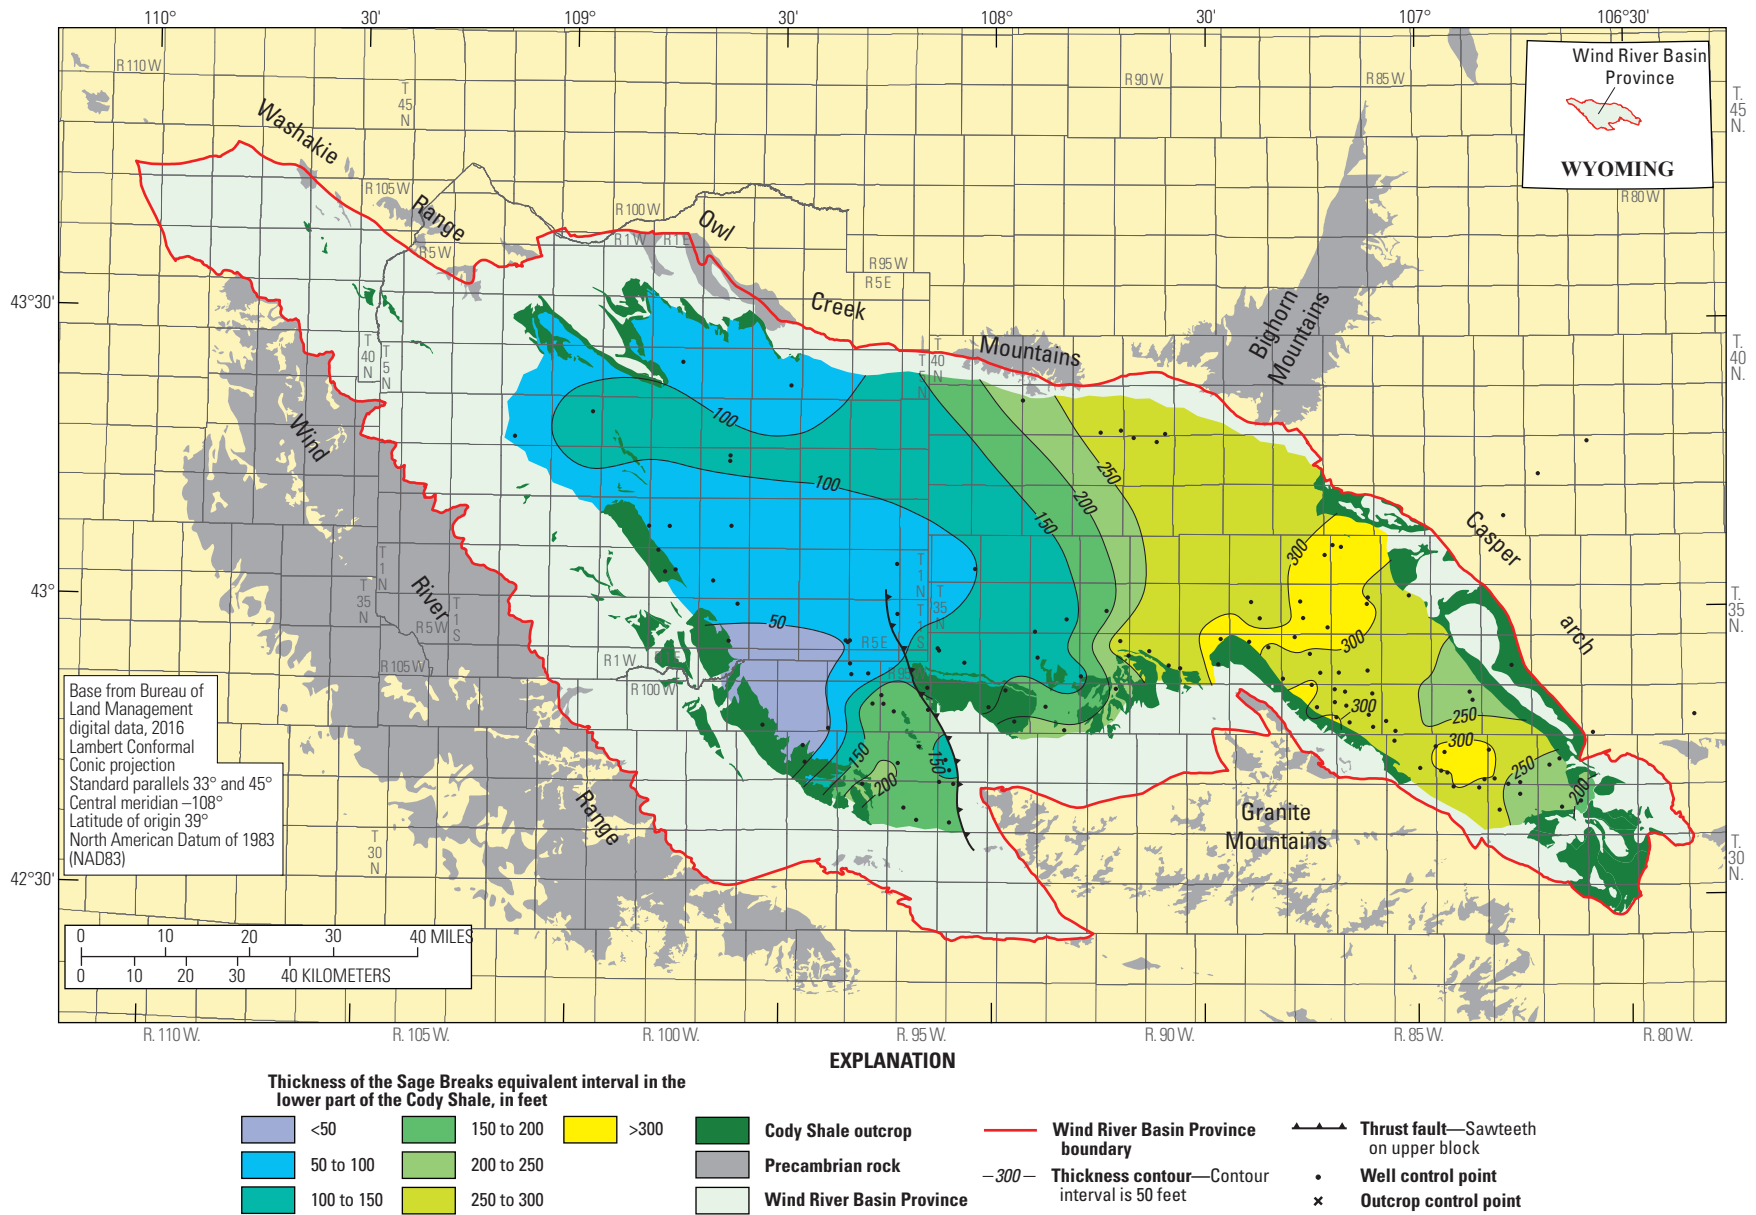 110°
30'
109°
30'
108°
30'
107°
106°30'
R 110 W
T
45
N
R 90 W
R 85 W
Wind River Basin
Province
WYOMING
T.
45
N.
R 80 W
Washakie
Range
R 105 W
R 5 W
R 100 W
R 1 W
R 1 E
Owl
Creek
Mountains
R 95 W
R 5 E
Bighorn
Mountains
43°30'
T
40
N
T
5
N
T
40
N
T
5
N
T.
40
N.
Wind
River
Range
100
100
150
200
250
300
Casper
arch
43°
T
1
N
T
35
N
T
1
S
R 5 W
R 105 W
T
1
N
T
1
S
T
35
N
T.
35
N.
50
R 5 E
R 1 W
R 100 W
300
300
250
300
250
200
150
200
150
Granite
Mountains
Base from Bureau of
Land Management
digital data, 2016
Lambert Conformal
Conic projection
Standard parallels 33° and 45°
Central meridian –108°
Latitude of origin 39°
North American Datum of 1983
(NAD83)
T
30
N
T.
30
N.
42°30'
0 10 20 30 40 MILES
0 10 20 30 40 KILOMETERS
R. 110 W.
R. 105 W.
R. 100 W.
R. 95 W.
R. 90 W.
R. 85 W.
R. 80 W.
EXPLANATION
Thickness of the Sage Breaks equivalent interval in the
lower part of the Cody Shale, in feet
<50
50 to 100
100 to 150
150 to 200
200 to 250
250 to 300
>300
Cody Shale outcrop
Precambrian rock
Wind River Basin Province
Wind River Basin Province
boundary
–300– Thickness contour—Contour
interval is 50 feet
Thrust fault—Sawteeth
on upper block
Well control point
Outcrop control point